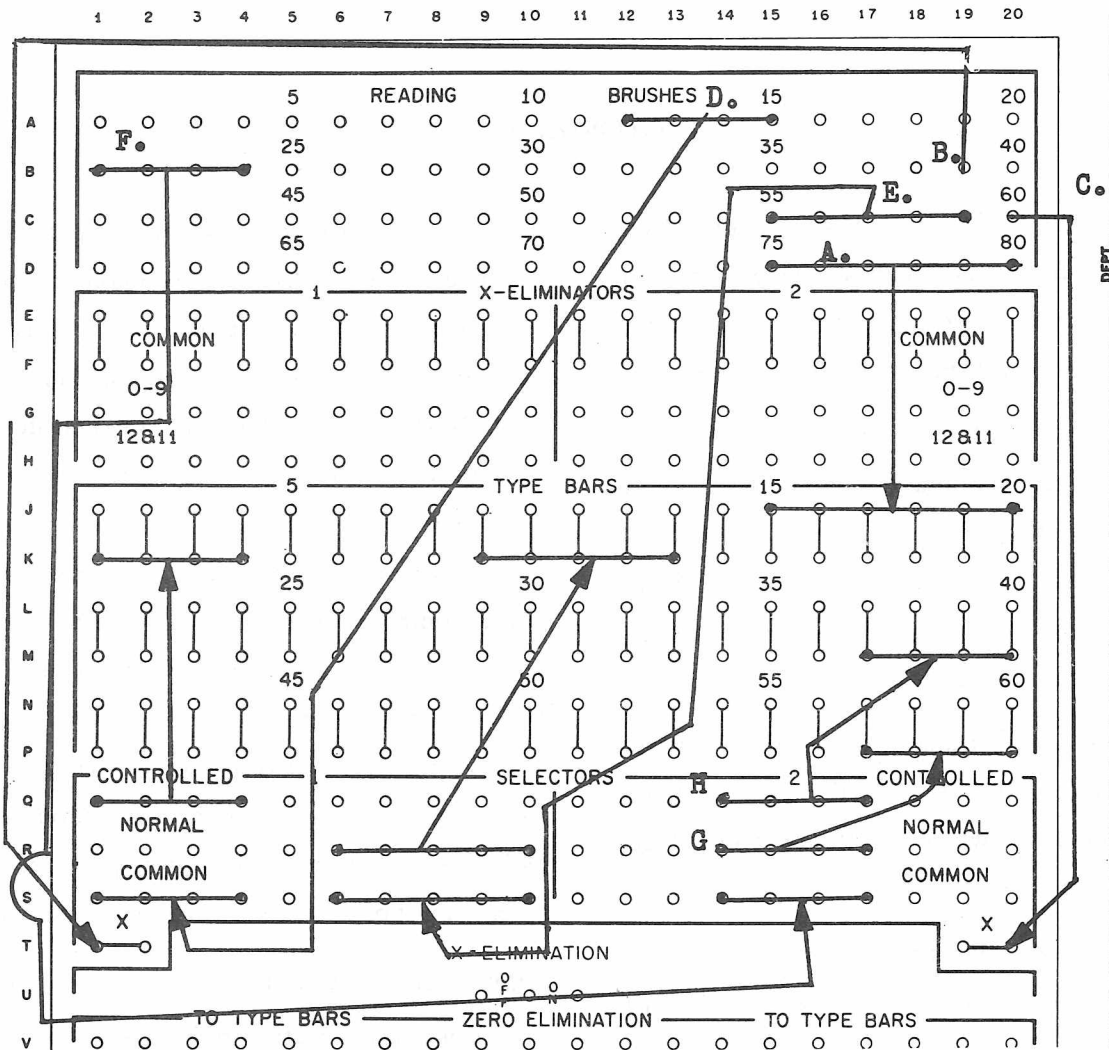 1 2 3 4 5 6 7 8 9 10 11 12 13 14 15 16 17 18 19 20
5 READING 10 BRUSHES D. 15 20
A
F.
25 30 35 40
B B.
45 50 55 E. 60 C.
C
65 70 75 A. 80
D
DEPT
1 X-ELIMINATORS 2
E
COMMON COMMON
F
0-9 0-9
G
12&11 12&11
H
5 TYPE BARS 15 20
J
K
25 30 35 40
L
M
45 50 55 60
N
P
CONTROLLED 1 SELECTORS 2 CONTROLLED
Q H
NORMAL NORMAL
R G
COMMON COMMON
S
X X
T
X-ELIMINATION
U OFF ON
TO TYPE BARS ZERO ELIMINATION TO TYPE BARS
V